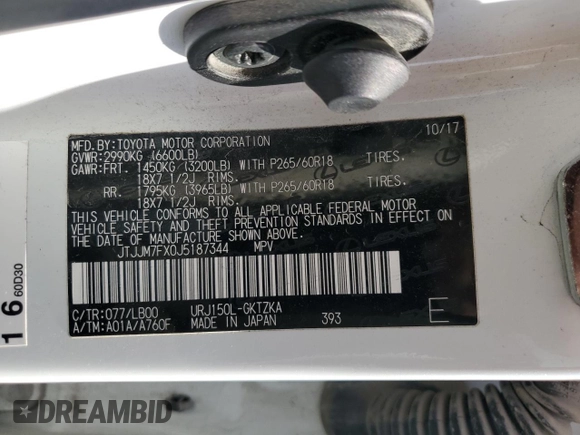 MFD. BY: TOYOTA MOTOR CORPORATION 10/17
GVWR: 2990KG (6600LB)
GAWR: FRT. 1450KG (3200LB) WITH P265/60R18 TIRES.
18X7 1/2J RIMS.
RR. 1795KG (3965LB) WITH P265/60R18 TIRES.
18X7 1/2J RIMS.
THIS VEHICLE CONFORMS TO ALL APPLICABLE FEDERAL MOTOR
VEHICLE SAFETY AND THEFT PREVENTION STANDARDS IN EFFECT ON
THE DATE OF MANUFACTURE SHOWN ABOVE.
JTJJM7FX0J5187344 MPV
C/TR: 077/LB00 URJ150L-GKTZKA
A/TM: A01A/A760F MADE IN JAPAN 393 E
16 60D30
DREAMBID